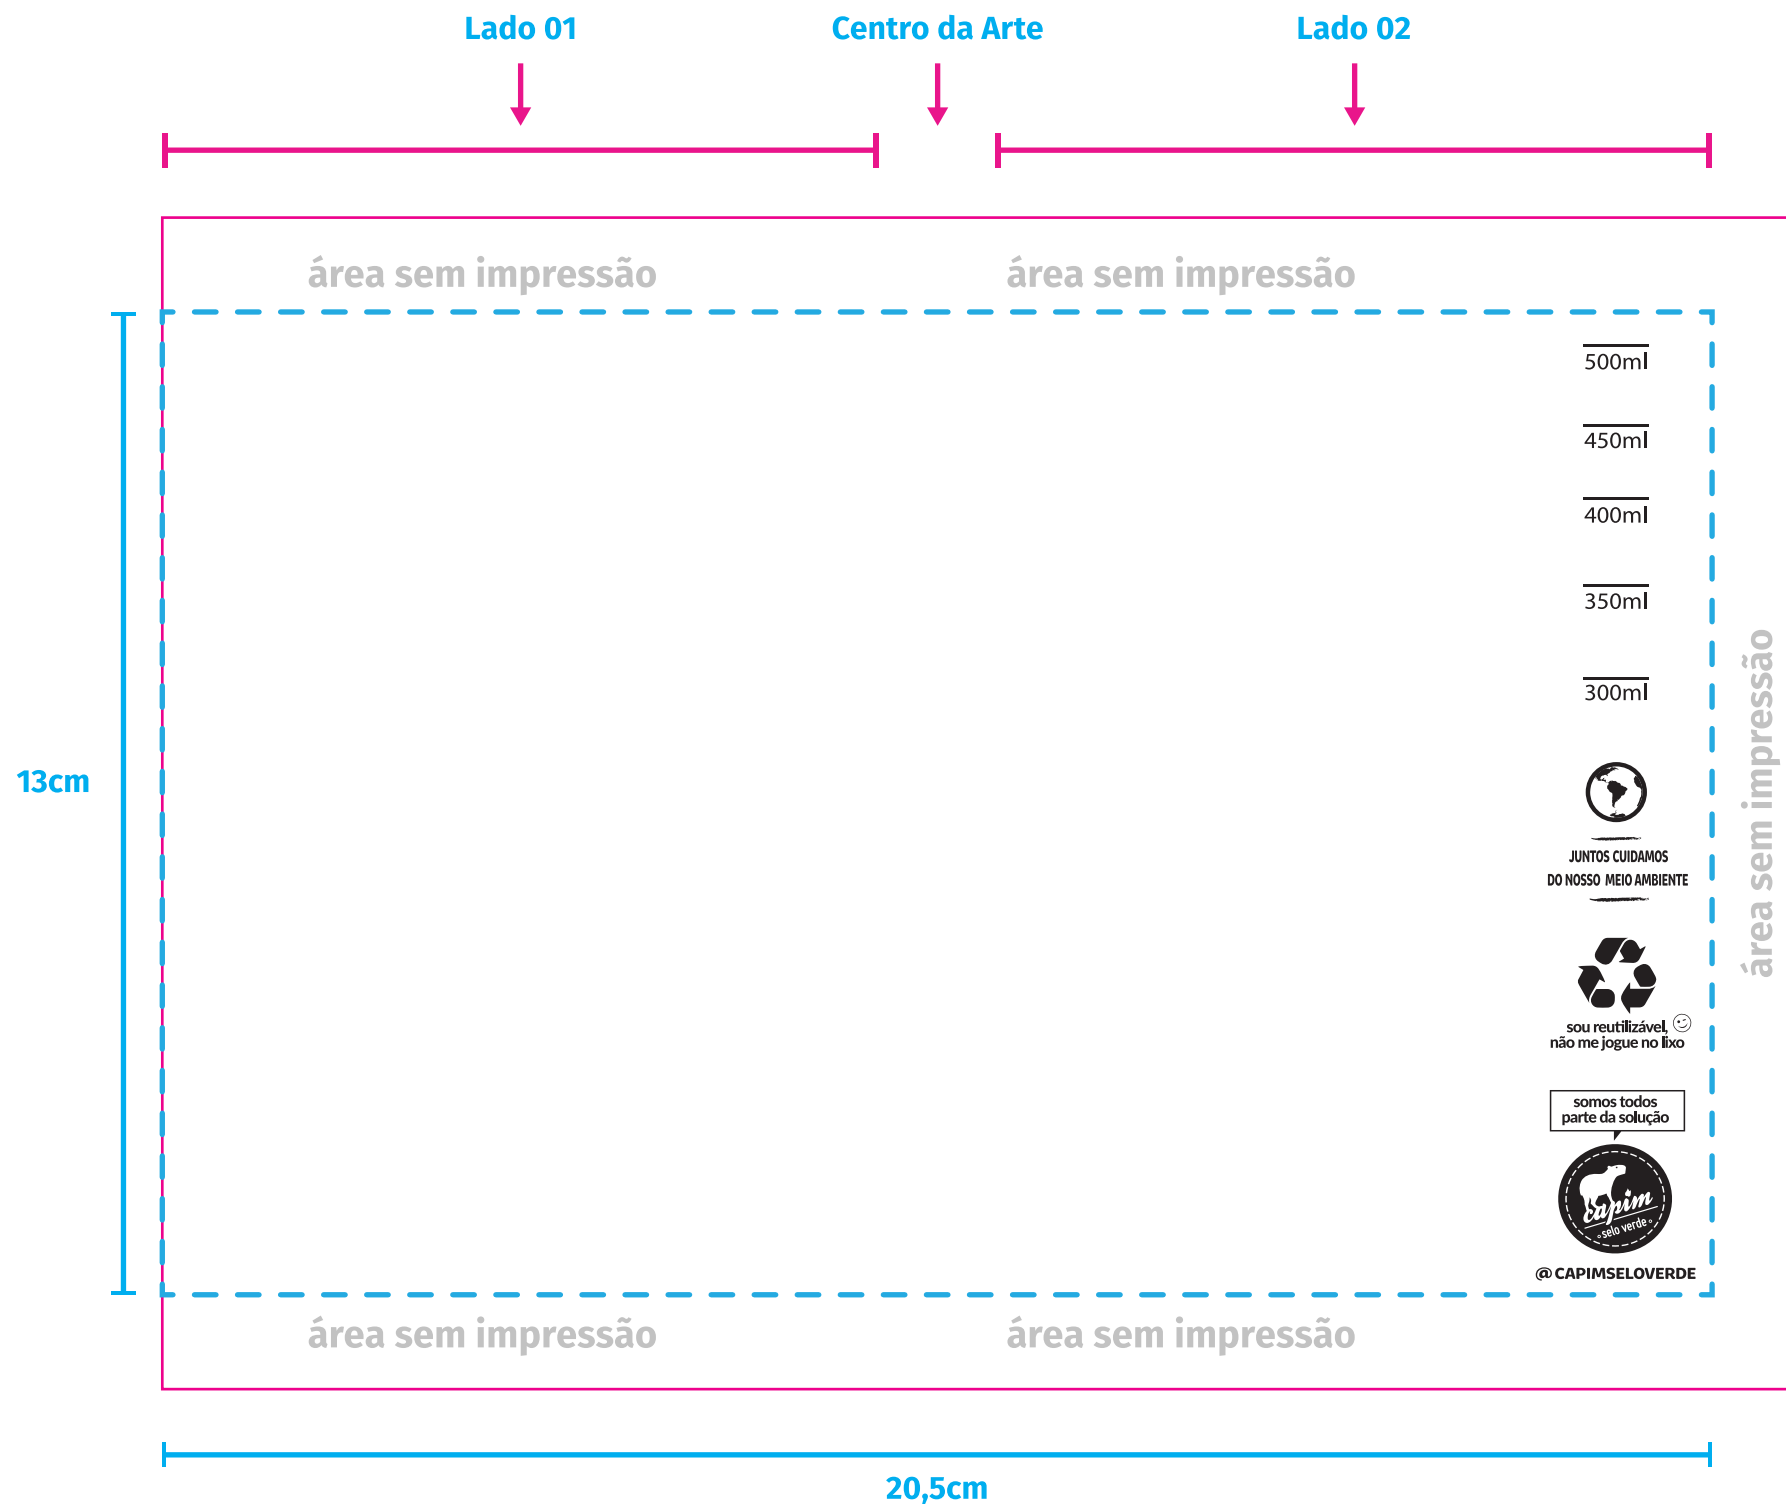 Lado 01
Centro da Arte
Lado 02
área sem impressão
área sem impressão
500ml
450ml
400ml
350ml
300ml
13cm
área sem impressão
JUNTOS CUIDAMOS
DO NOSSO MEIO AMBIENTE
sou reutilizável,
não me jogue no lixo
somos todos
parte da solução
capim
selo verde
@CAPIMSELOVERDE
área sem impressão
área sem impressão
20,5cm